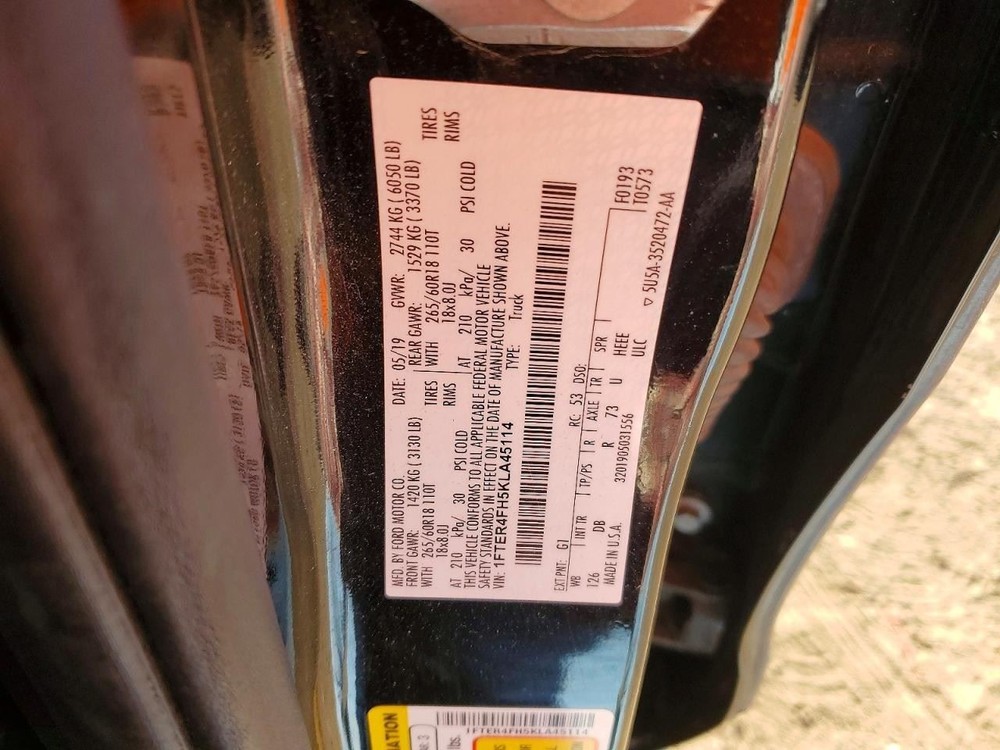 MFD. BY FORD MOTOR CO.
DATE: 05/19 GVWR: 2744 KG ( 6050 LB)
FRONT GAWR: 1420 KG ( 3130 LB) REAR GAWR: 1529 KG ( 3370 LB)
WITH 265/60R18 110T TIRES WITH 265/60R18 110T TIRES
18x8.0J RIMS 18x8.0J RIMS
AT 210 kPa/ 30 PSI COLD AT 210 kPa/ 30 PSI COLD
THIS VEHICLE CONFORMS TO ALL APPLICABLE FEDERAL MOTOR VEHICLE
SAFETY STANDARDS IN EFFECT ON THE DATE OF MANUFACTURE SHOWN ABOVE.
VIN: 1FTER4FH5KLA45114 TYPE: Truck
EXT PNT: G1 RC: 53 DSO: F0193
WB INT TR TP/PS R AXLE TR SPR T0573
126 DB R 73 U HEEE
MADE IN U.S.A. 3201905031556 ULC ▽ 5U5A-3520472-AA
1FTER4FH5KLA45114
lbs.